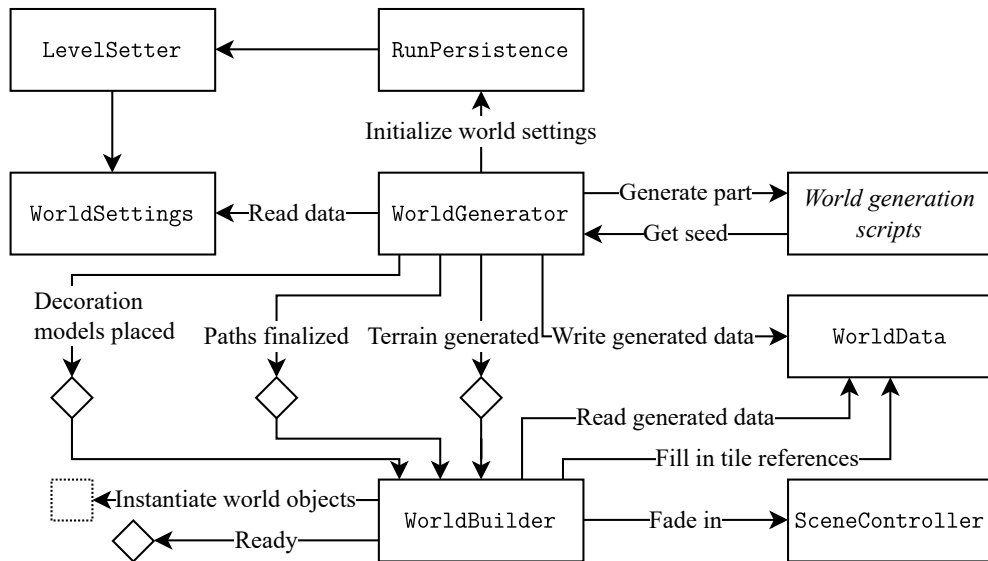 LevelSetter
RunPersistence
Initialize world settings
WorldSettings
Read data
WorldGenerator
Generate part
Get seed
World generation
scripts
Decoration
models placed
Paths finalized
Terrain generated
Write generated data
WorldData
Read generated data
Fill in tile references
Instantiate world objects
Ready
WorldBuilder
Fade in
SceneController